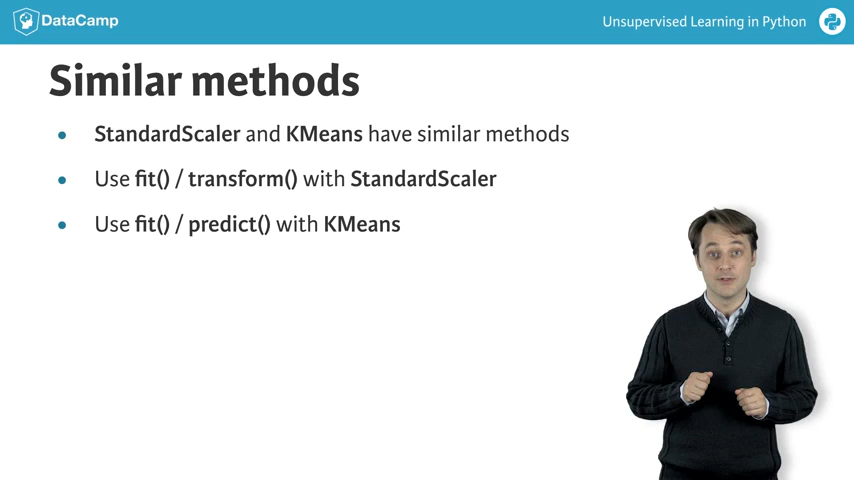 DataCamp
Unsupervised Learning in Python
Similar methods
• StandardScaler and KMeans have similar methods
• Use fit() / transform() with StandardScaler
• Use fit() / predict() with KMeans